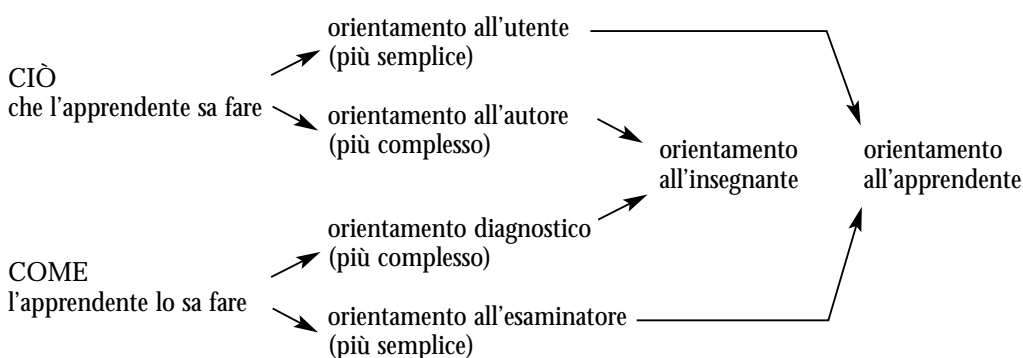 orientamento all'utente
(più semplice)
CIÒ
che l'apprendente sa fare
orientamento all'autore
(più complesso)
orientamento
all'insegnante
orientamento
all'apprendente
orientamento diagnostico
(più complesso)
COME
l'apprendente lo sa fare
orientamento all'esaminatore
(più semplice)